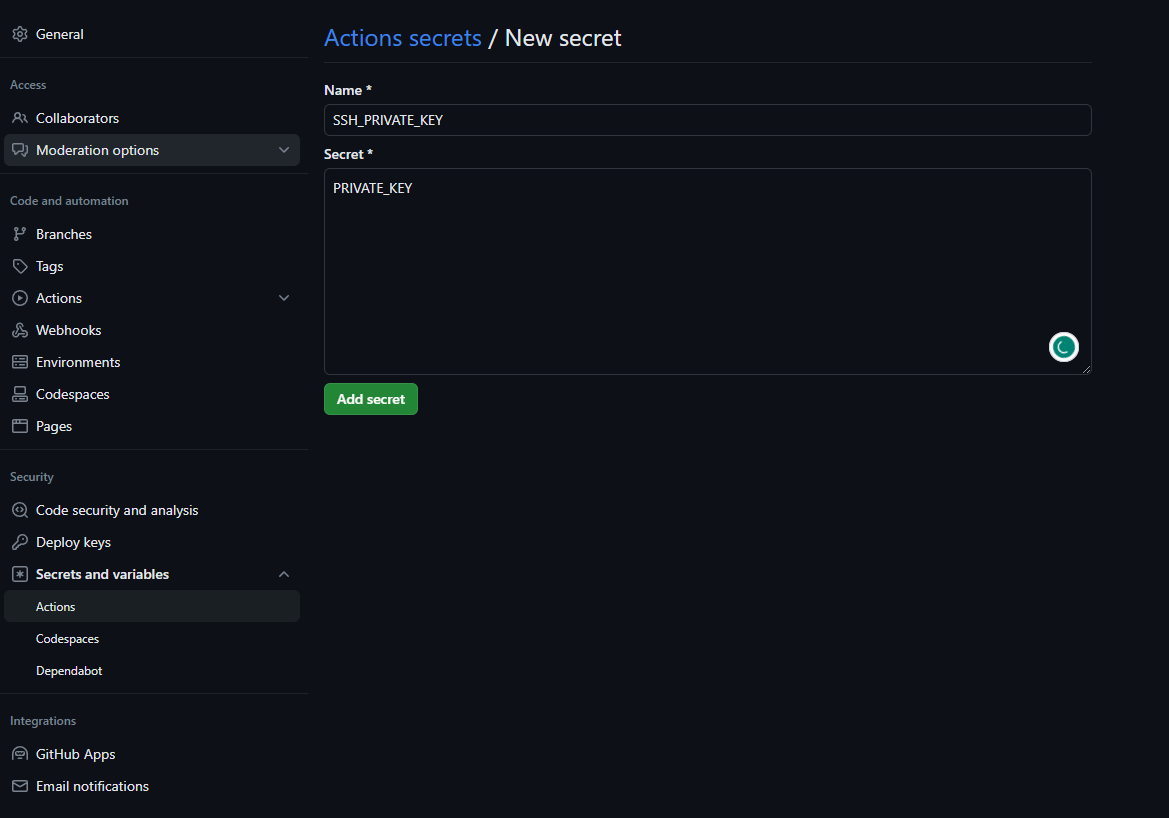 General
Access
Collaborators
Moderation options
Code and automation
Branches
Tags
Actions
Webhooks
Environments
Codespaces
Pages
Security
Code security and analysis
Deploy keys
Secrets and variables
Actions
Codespaces
Dependabot
Integrations
GitHub Apps
Email notifications
Actions secrets / New secret
Name *
SSH_PRIVATE_KEY
Secret *
PRIVATE_KEY
Add secret